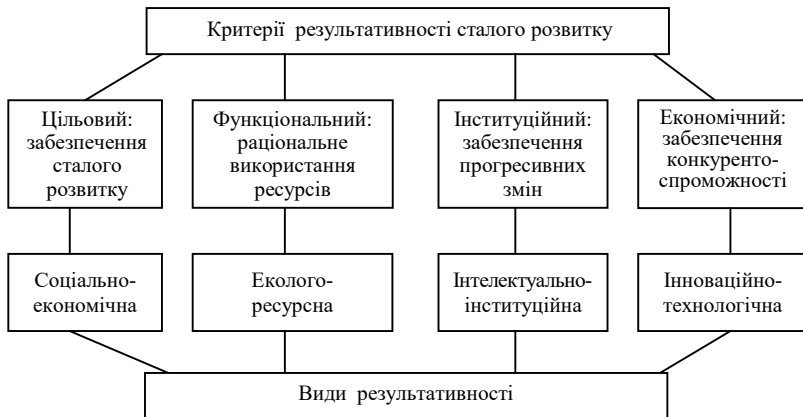 Критерії результативності сталого розвитку
Цільовий:
забезпечення
сталого
розвитку
Функціональний:
раціональне
використання
ресурсів
Інституційний:
забезпечення
прогресивних
змін
Економічний:
забезпечення
конкуренто-
спроможності
Соціально-
економічна
Еколого-
ресурсна
Інтелектуально-
інституційна
Інноваційно-
технологічна
Види результативності